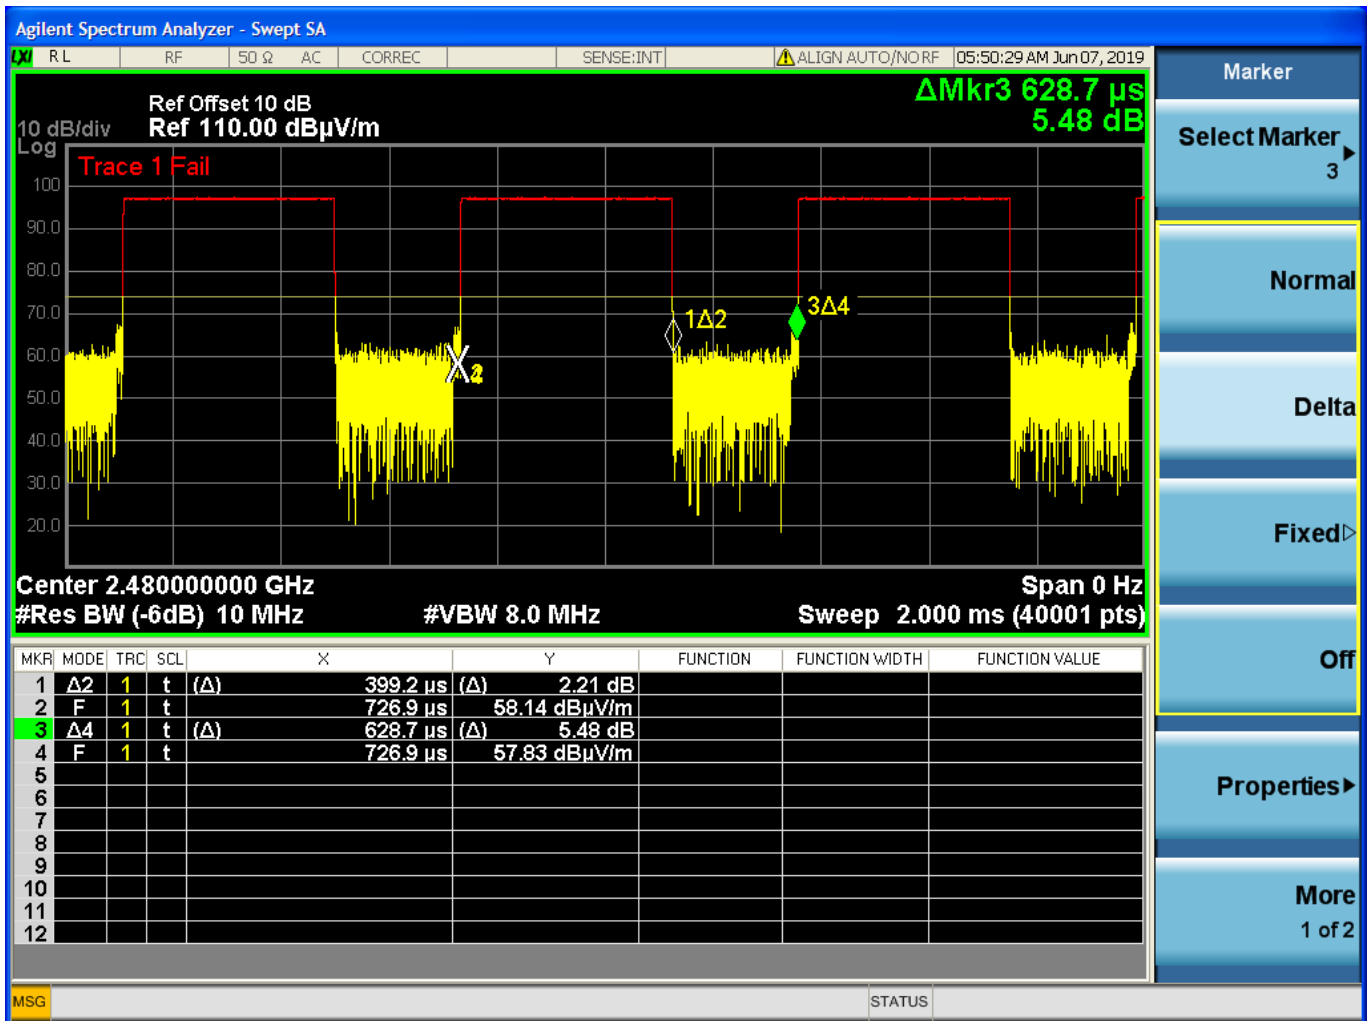 Agilent Spectrum Analyzer - Swept SA
LXI RL RF 50 Ω AC CORREC SENSE:INT ALIGN AUTO/NO RF 05:50:29 AM Jun 07, 2019
ΔMkr3 628.7 µs
5.48 dB
Ref Offset 10 dB
10 dB/div Ref 110.00 dBµV/m
Log
Trace 1 Fail
100
90.0
80.0
70.0
60.0
50.0
40.0
30.0
20.0
1Δ2
3Δ4
X2
Center 2.480000000 GHz Span 0 Hz
#Res BW (-6dB) 10 MHz #VBW 8.0 MHz Sweep 2.000 ms (40001 pts)
MKR MODE TRC SCL X Y FUNCTION FUNCTION WIDTH FUNCTION VALUE
1 Δ2 1 t (Δ) 399.2 µs (Δ) 2.21 dB
2 F 1 t 726.9 µs 58.14 dBµV/m
3 Δ4 1 t (Δ) 628.7 µs (Δ) 5.48 dB
4 F 1 t 726.9 µs 57.83 dBµV/m
5
6
7
8
9
10
11
12
MSG STATUS
Marker
Select Marker
3
Normal
Delta
Fixed
Off
Properties
More
1 of 2